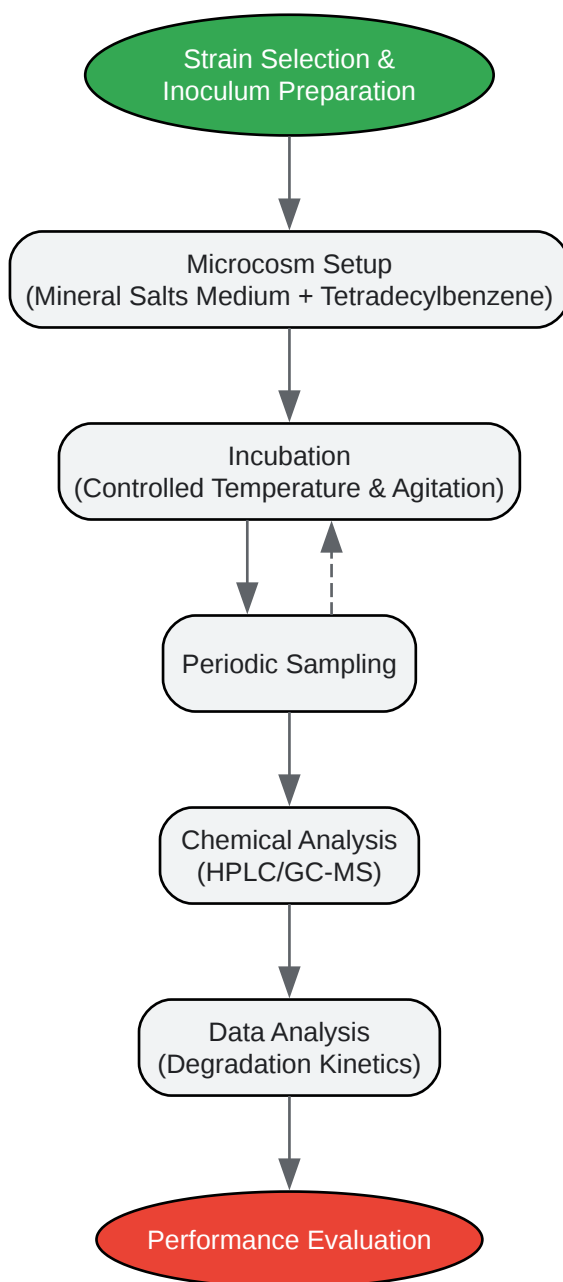 Strain Selection &
Inoculum Preparation
Microcosm Setup
(Mineral Salts Medium + Tetradecylbenzene)
Incubation
(Controlled Temperature & Agitation)
Periodic Sampling
Chemical Analysis
(HPLC/GC-MS)
Data Analysis
(Degradation Kinetics)
Performance Evaluation